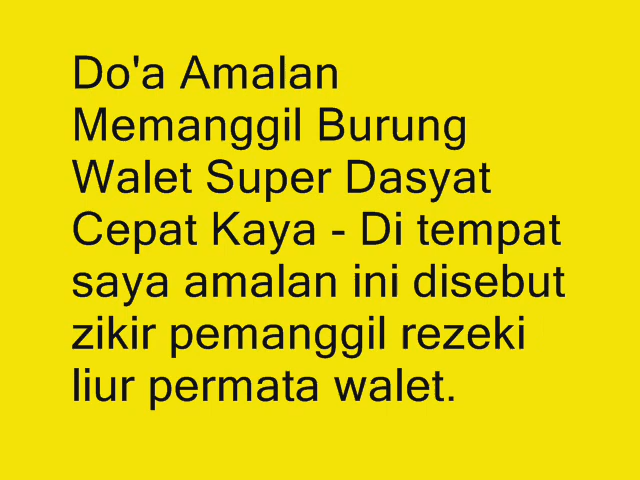 Do'a Amalan
Memanggil Burung
Walet Super Dasyat
Cepat Kaya - Di tempat
saya amalan ini disebut
zikir pemanggil rezeki
liur permata walet.